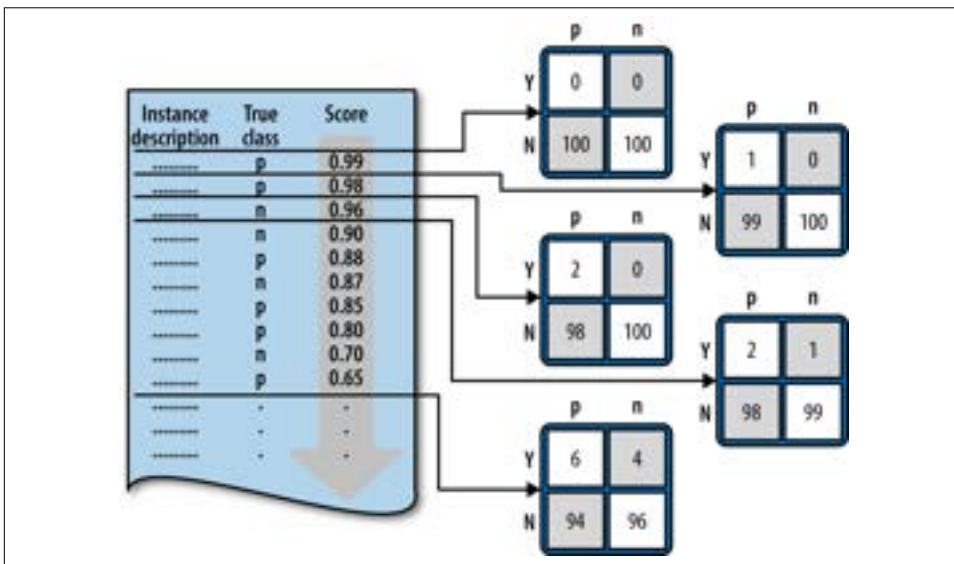 Instance True Score
description class
......... p 0.99
......... p 0.98
......... n 0.96
......... n 0.90
......... p 0.88
......... n 0.87
......... p 0.85
......... p 0.80
......... n 0.70
......... p 0.65
......... . .
......... . .
......... . .
p n
Y 0 0
N 100 100
p n
Y 1 0
N 99 100
p n
Y 2 0
N 98 100
p n
Y 2 1
N 98 99
p n
Y 6 4
N 94 96